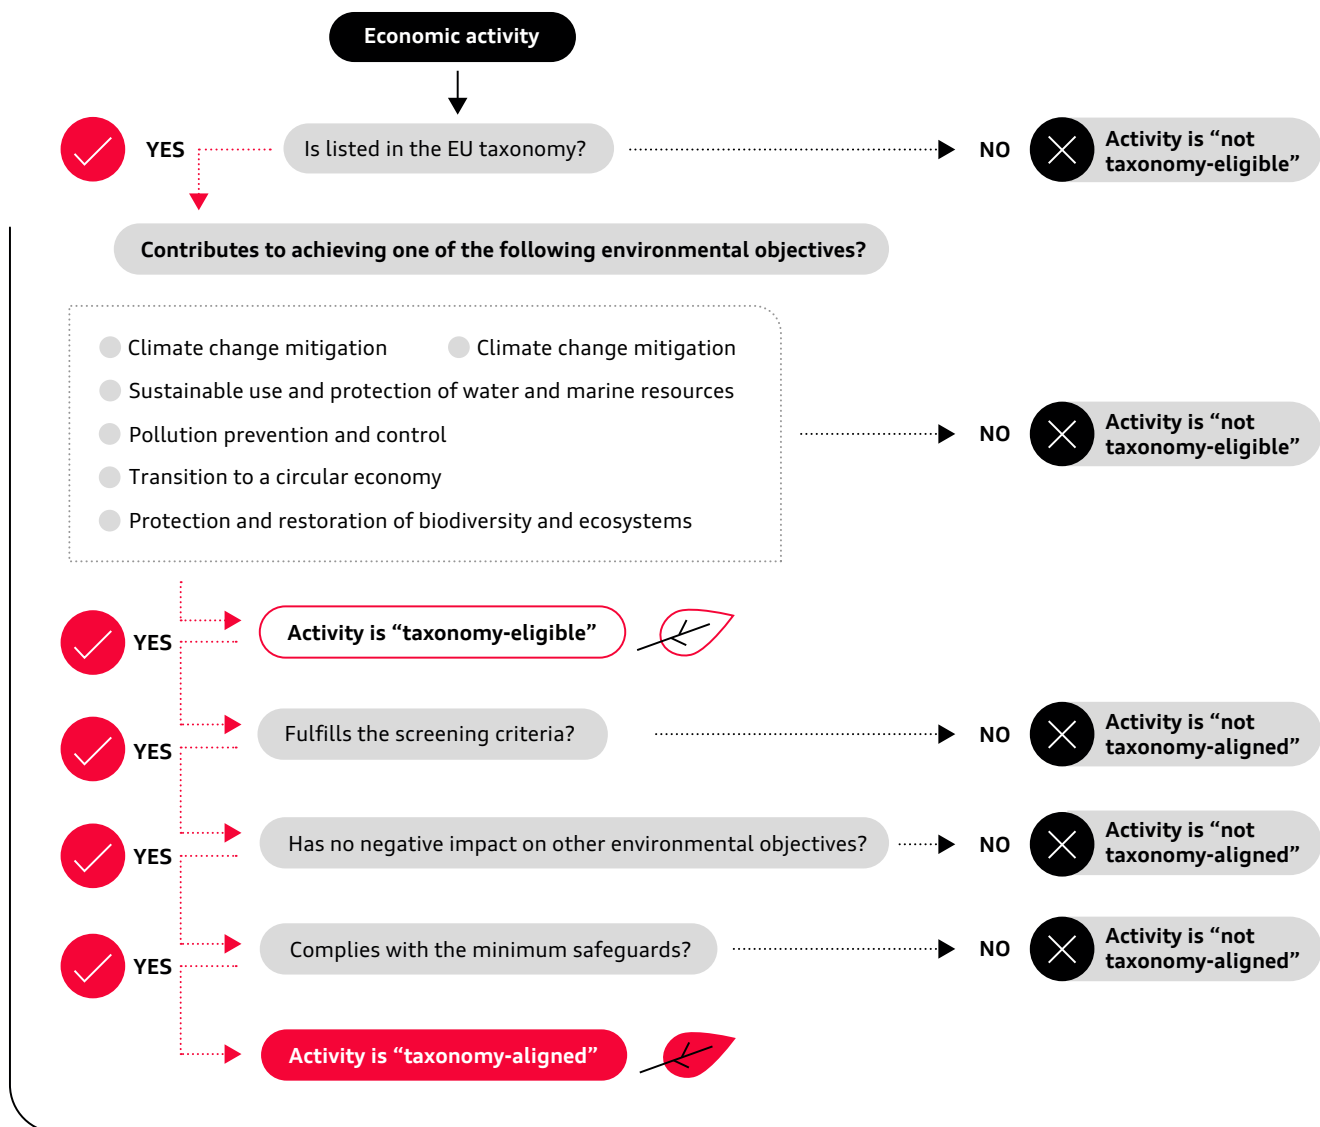 Economic activity
YES
Is listed in the EU taxonomy?
NO
Activity is “not
taxonomy-eligible”
Contributes to achieving one of the following environmental objectives?
Climate change mitigation
Climate change mitigation
Sustainable use and protection of water and marine resources
Pollution prevention and control
Transition to a circular economy
Protection and restoration of biodiversity and ecosystems
NO
Activity is “not
taxonomy-eligible”
YES
Activity is “taxonomy-eligible”
YES
Fulfills the screening criteria?
NO
Activity is “not
taxonomy-aligned”
YES
Has no negative impact on other environmental objectives?
NO
Activity is “not
taxonomy-aligned”
YES
Complies with the minimum safeguards?
NO
Activity is “not
taxonomy-aligned”
Activity is “taxonomy-aligned”